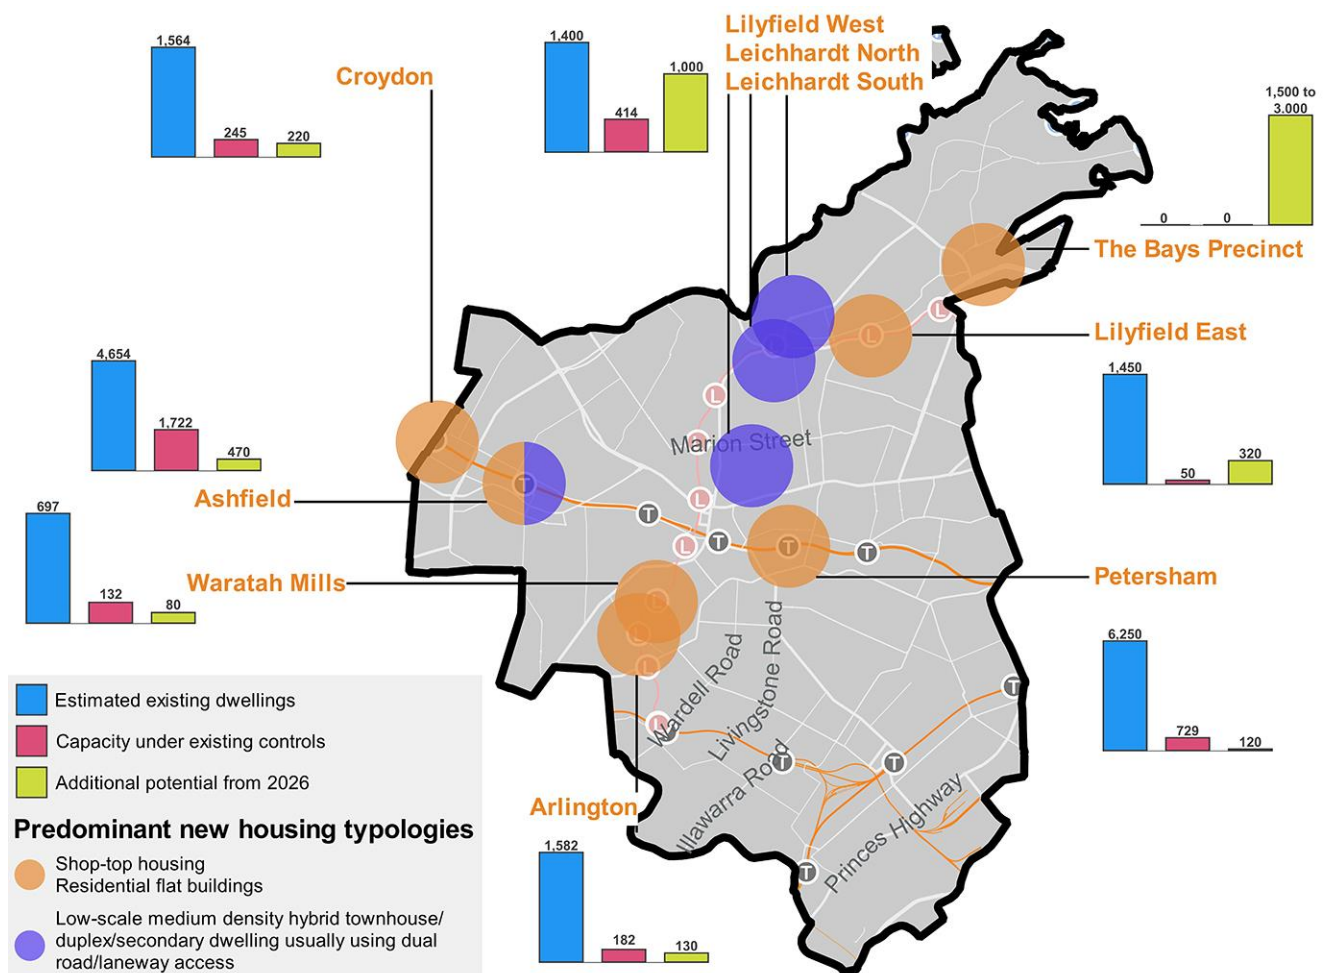 Lilyfield West
Leichhardt North
Leichhardt South
1,564
245
220
Croydon
1,400
414
1,000
1,500 to
3.000
0
0
The Bays Precinct
Lilyfield East
1,450
50
320
4,654
1,722
470
Ashfield
Marion Street
697
132
80
Waratah Mills
Petersham
6,250
729
120
Wardell Road
Livingstone Road
Illawarra Road
Princes Highway
Arlington
1,582
182
130
L
L
L
L
L
L
L
L
L
L
T
T
T
T
T
T
T
T
T
T
Estimated existing dwellings
Capacity under existing controls
Additional potential from 2026
Predominant new housing typologies
Shop-top housing
Residential flat buildings
Low-scale medium density hybrid townhouse/
duplex/secondary dwelling usually using dual
road/laneway access